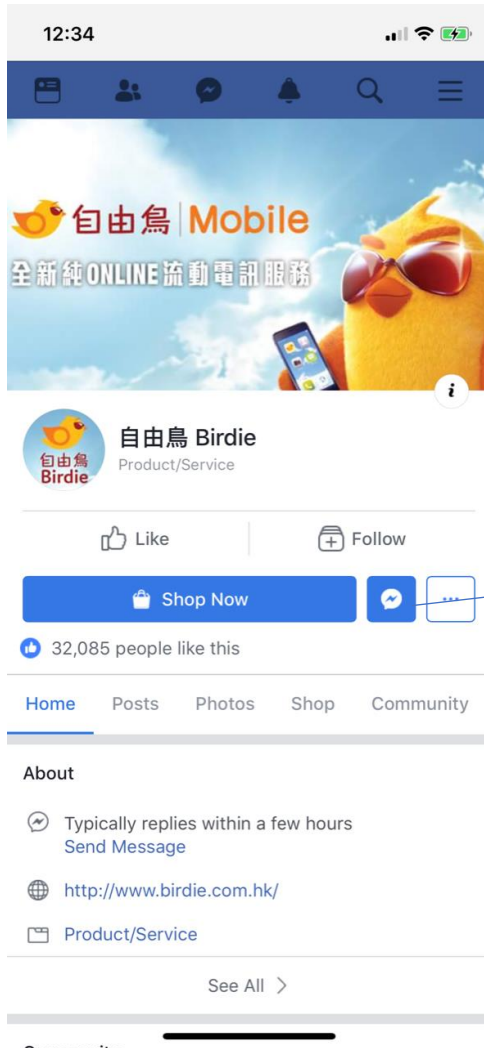 12:34
自由鳥 Mobile
全新純ONLINE流動電訊服務
i
自由鳥
Birdie
自由鳥 Birdie
Product/Service
Like
Follow
Shop Now
32,085 people like this
Home Posts Photos Shop Community
About
Typically replies within a few hours
Send Message
http://www.birdie.com.hk/
Product/Service
See All